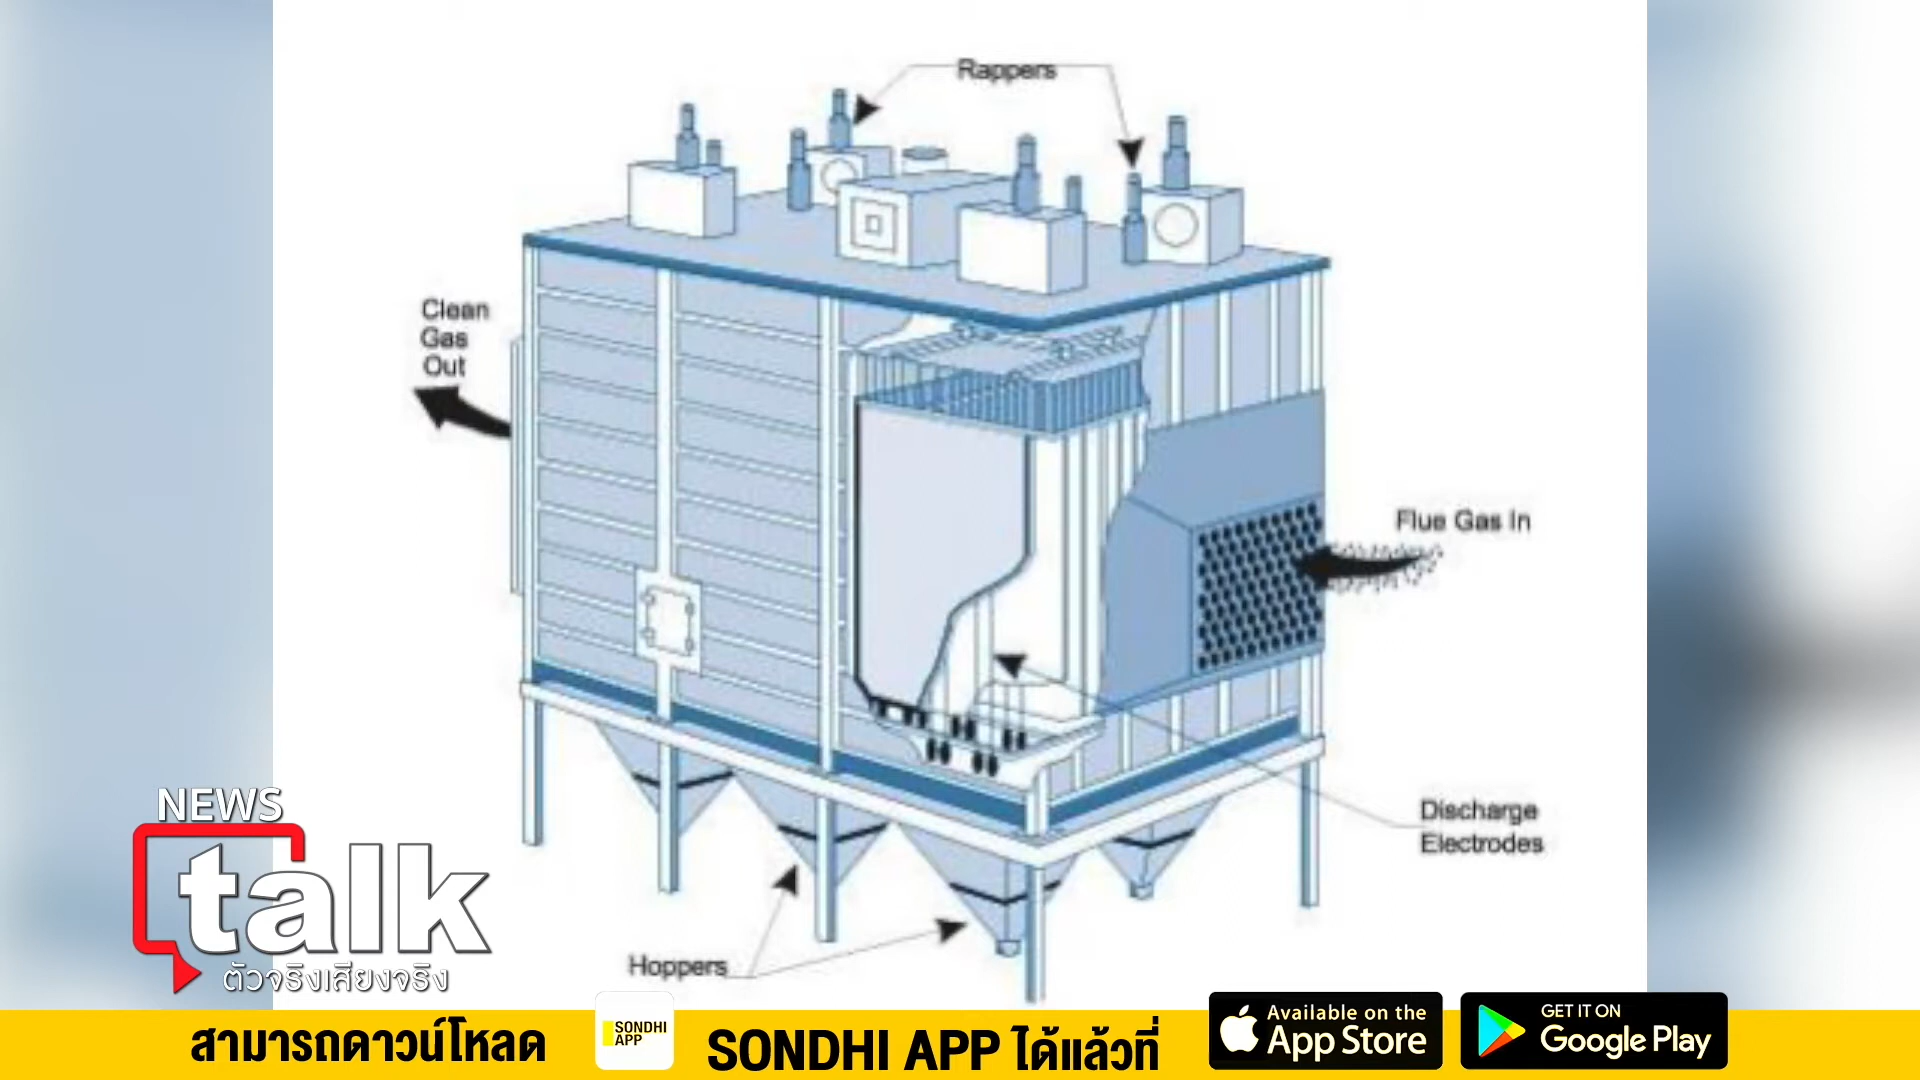 Rappers
Clean
Gas
Out
Flue Gas In
Discharge
Electrodes
Hoppers
NEWS
talk
ตัวจริงเสียงจริง
สามารถดาวน์โหลด
SONDHI
APP
SONDHI APP ได้แล้วที่
Available on the
App Store
GET IT ON
Google Play